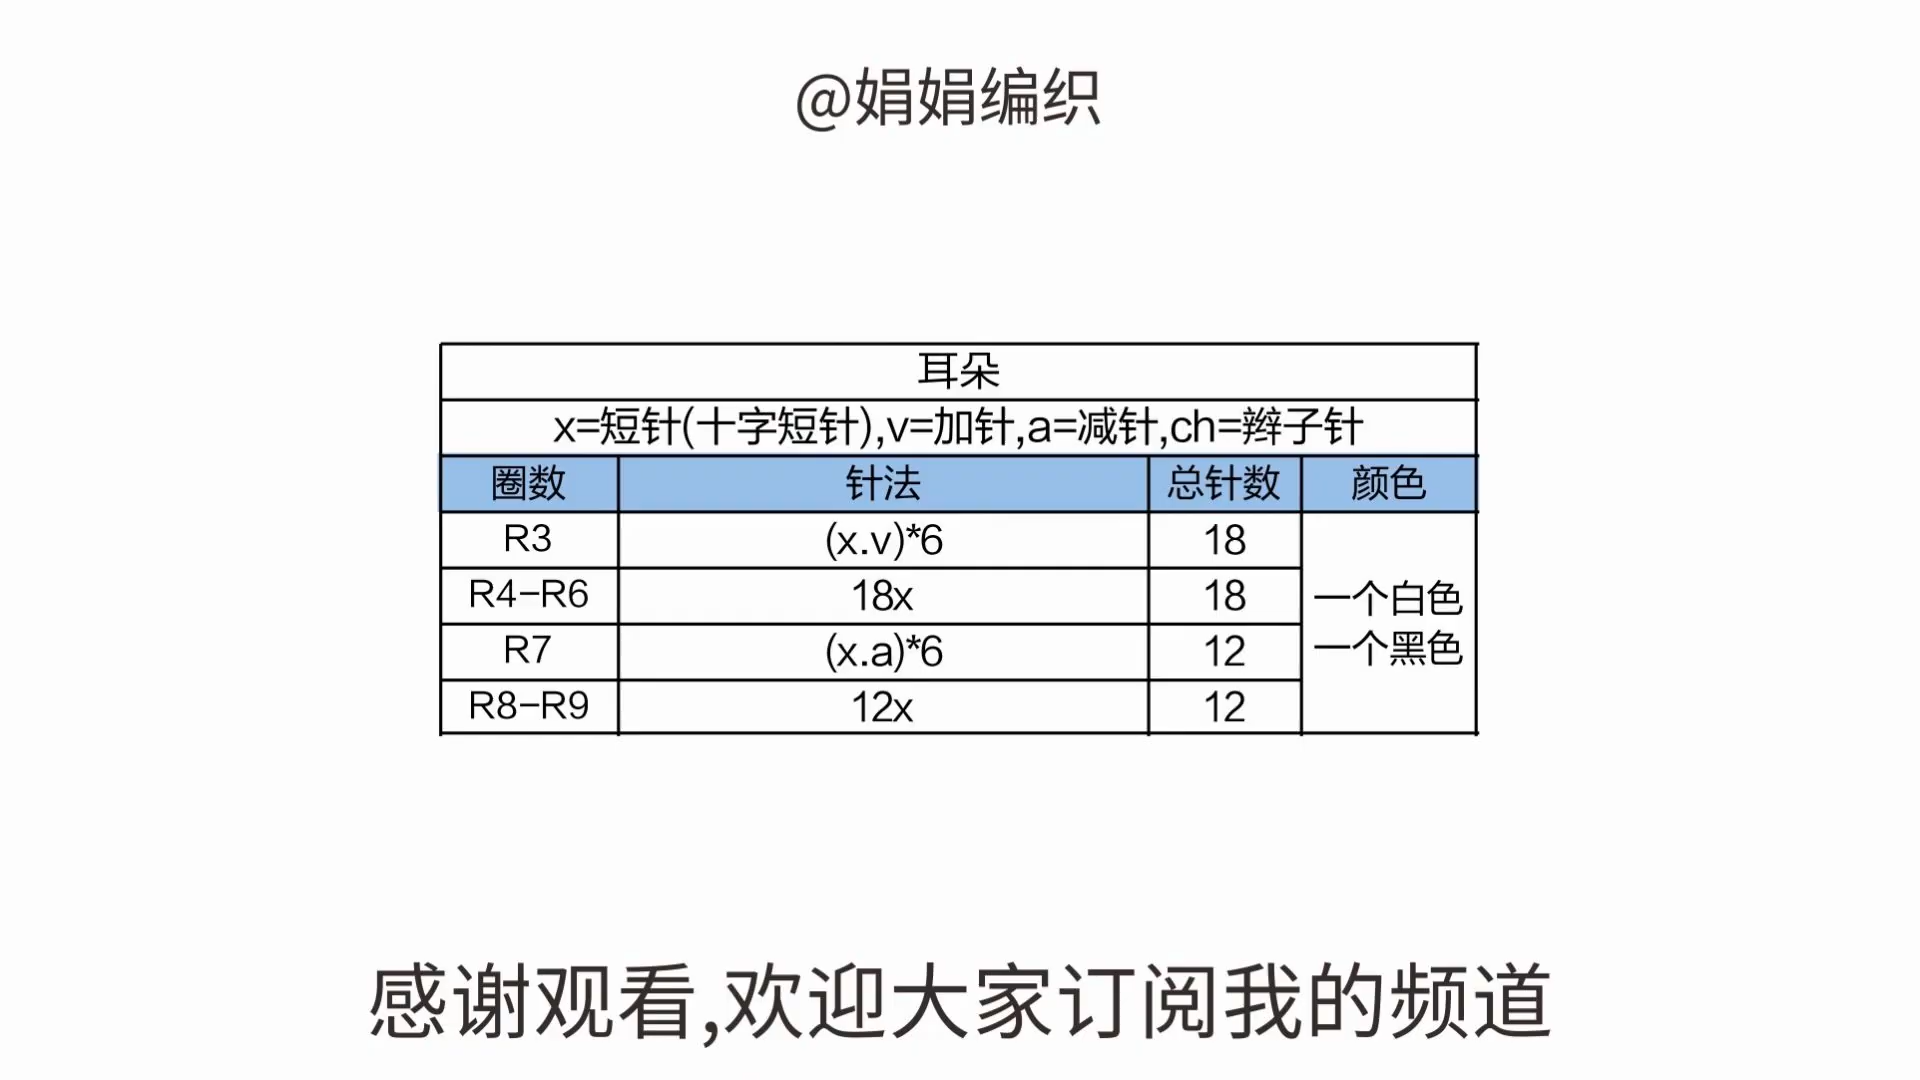 @娟娟编织
耳朵
x=短针(十字短针),v=加针,a=减针,ch=辫子针
圈数 针法 总针数 颜色
R3 (x.v)*6 18
R4-R6 18x 18
R7 (x.a)*6 12
R8-R9 12x 12
一个白色
一个黑色
感谢观看,欢迎大家订阅我的频道